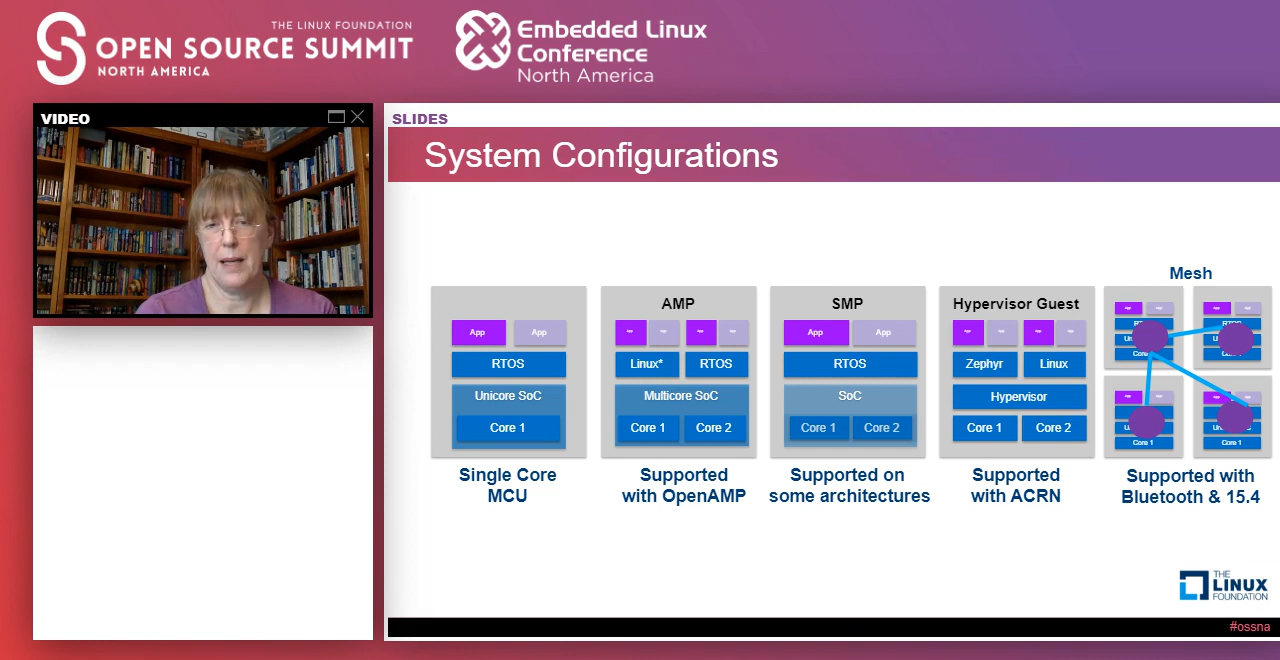 THE LINUX FOUNDATION
OPEN SOURCE SUMMIT
NORTH AMERICA
Embedded Linux
Conference
North America
VIDEO
SLIDES
System Configurations
App
App
RTOS
Unicore SoC
Core 1
Single Core
MCU
AMP
Linux*
RTOS
Multicore SoC
Core 1
Core 2
Supported
with OpenAMP
SMP
App
App
RTOS
SoC
Core 1
Core 2
Supported on
some architectures
Hypervisor Guest
Zephyr
Linux
Hypervisor
Core 1
Core 2
Supported
with ACRN
Mesh
Core 1
Core 1
Supported with
Bluetooth & 15.4
THE
LINUX
FOUNDATION
#ossna